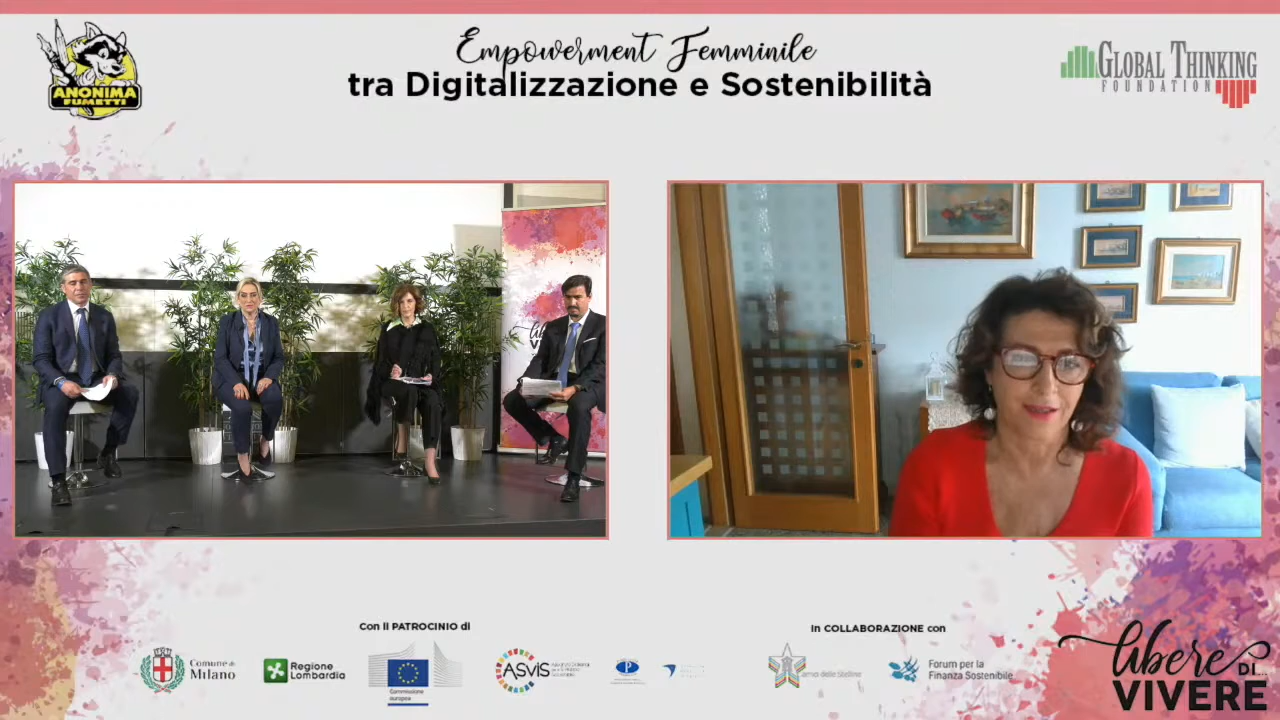 ANONIMA
FUMETTI
Empowerment Femminile
tra Digitalizzazione e Sostenibilità
GLOBAL THINKING
FOUNDATION
Con il PATROCINIO di
Comune di
Milano
Regione
Lombardia
Commissione
europea
ASviS
In COLLABORAZIONE con
Forum per la
Finanza Sostenibile
libere DI...
VIVERE